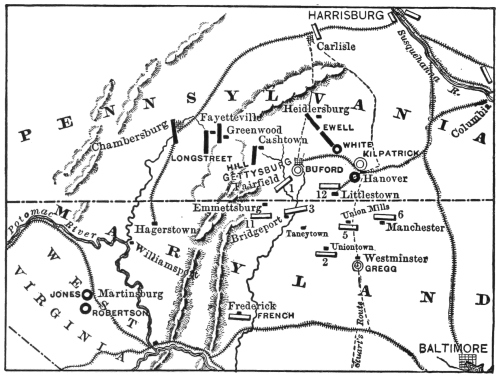 HARRISBURG
Carlisle
Susquehanna R.
PENNSYLVANIA
Columbia
Heidlersburg
EWELL
Fayetteville
Greenwood
Chambersburg
Cashtown
WHITE
KILPATRICK
LONGSTREET
HILL
GETTYSBURG
BUFORD
Fairfield
Hanover
1
12
Littlestown
Emmettsburg
11
3
Union Mills
6
Bridgeport
5
Manchester
Taneytown
Hagerstown
Potomac River
MARYLAND
Williamsport
Uniontown
2
Westminster
GREGG
WEST VIRGINIA
JONES
Martinsburg
ROBERTSON
Frederick
FRENCH
Stuart's Route
BALTIMORE